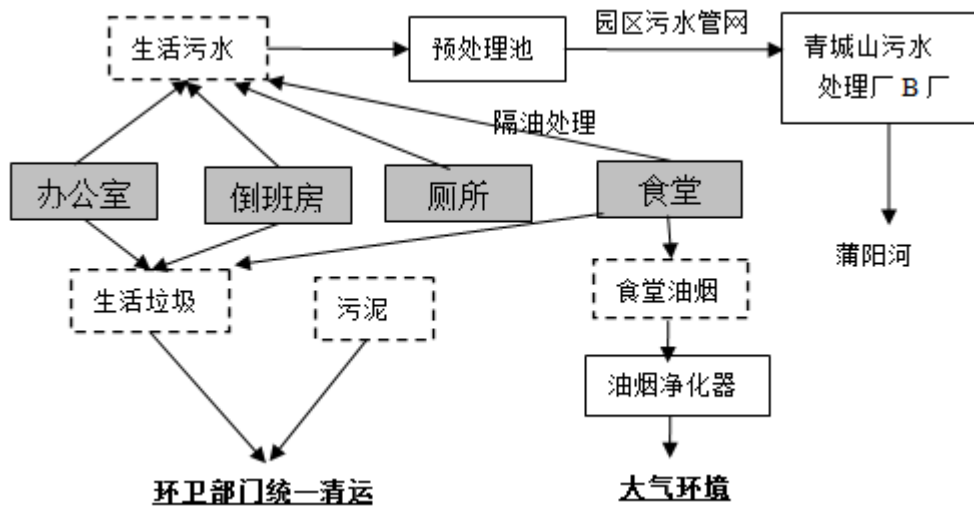 生活污水
预处理池
园区污水管网
青城山污水
处理厂 B 厂
隔油处理
办公室
倒班房
厕所
食堂
蒲阳河
生活垃圾
污泥
食堂油烟
油烟净化器
环卫部门统一清运
大气环境